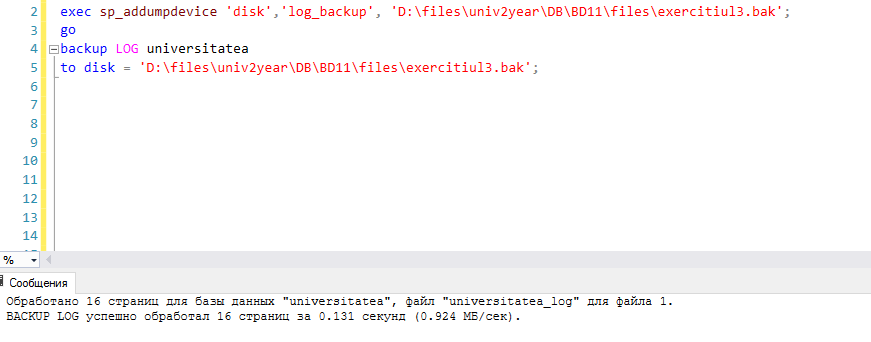 2 exec sp_addumpdevice 'disk','log_backup', 'D:\files\univ2year\DB\BD11\files\exercitiul3.bak';
3 go
4 backup LOG universitatea
5 to disk = 'D:\files\univ2year\DB\BD11\files\exercitiul3.bak';
6
7
8
9
10
11
12
13
14
%
Сообщения
Обработано 16 страниц для базы данных "universitatea", файл "universitatea_log" для файла 1.
BACKUP LOG успешно обработал 16 страниц за 0.131 секунд (0.924 МБ/сек).